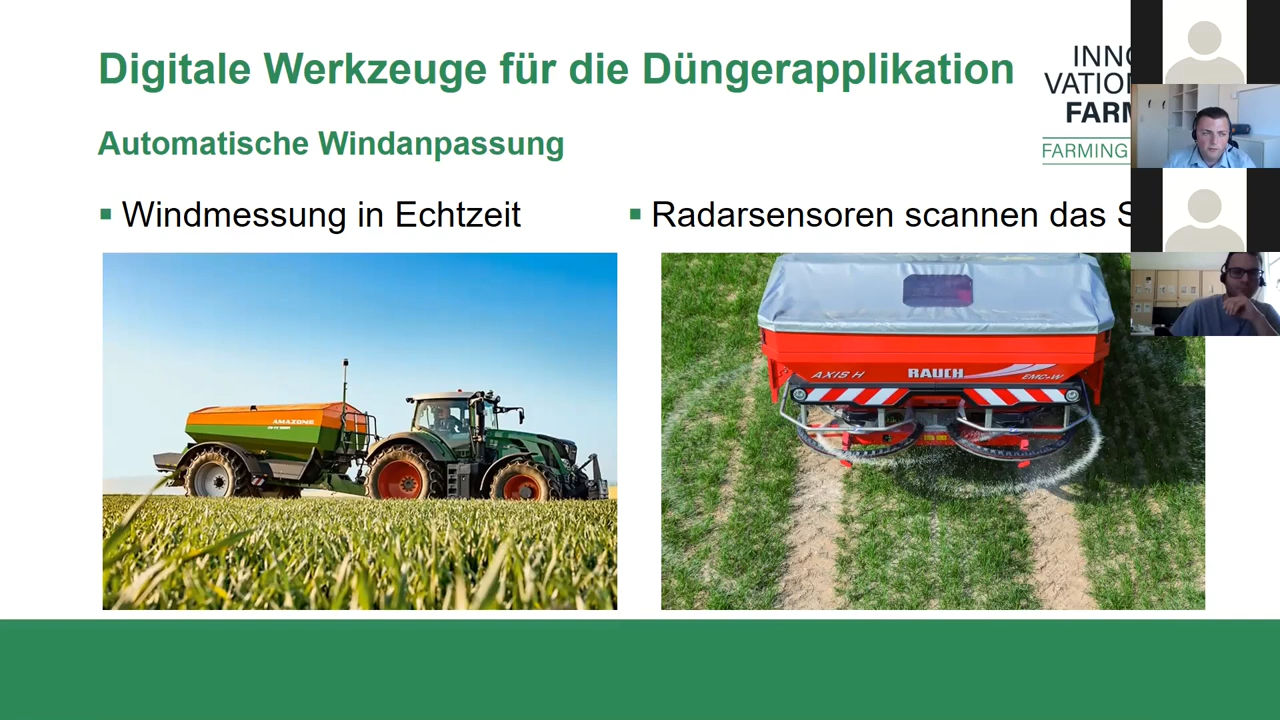 Digitale Werkzeuge für die Düngerapplikation
INNO
VATION
FARM
FARMING
Automatische Windanpassung
▪ Windmessung in Echtzeit
▪ Radarsensoren scannen das S
AMAZONE
AXIS H
RAUCH
EMC+W